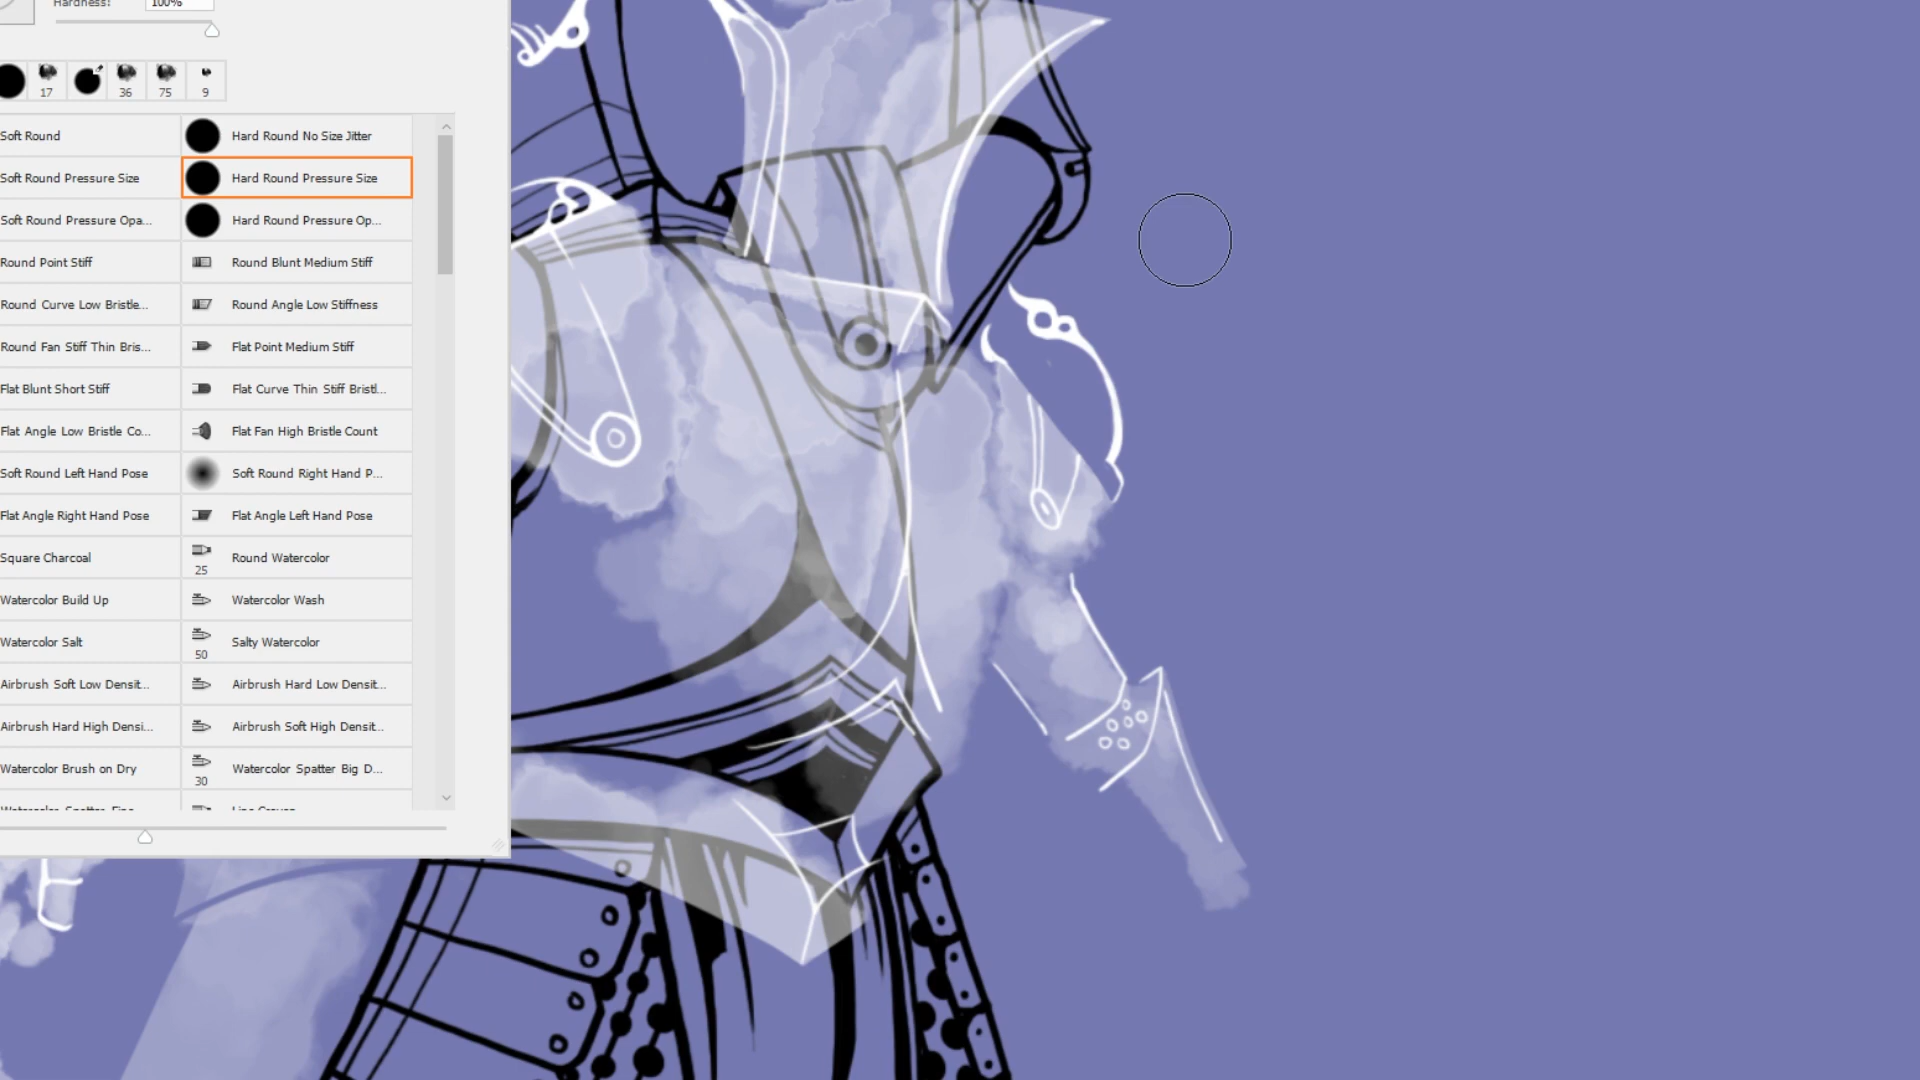 Hardness: 100%
17 36 75 9
Soft Round Hard Round No Size Jitter
Soft Round Pressure Size Hard Round Pressure Size
Soft Round Pressure Opa... Hard Round Pressure Op...
Round Point Stiff Round Blunt Medium Stiff
Round Curve Low Bristle... Round Angle Low Stiffness
Round Fan Stiff Thin Bris... Flat Point Medium Stiff
Flat Blunt Short Stiff Flat Curve Thin Stiff Bristl...
Flat Angle Low Bristle Co... Flat Fan High Bristle Count
Soft Round Left Hand Pose Soft Round Right Hand P...
Flat Angle Right Hand Pose Flat Angle Left Hand Pose
Square Charcoal 25 Round Watercolor
Watercolor Build Up Watercolor Wash
Watercolor Salt 50 Salty Watercolor
Airbrush Soft Low Densit... Airbrush Hard Low Densit...
Airbrush Hard High Densi... Airbrush Soft High Densit...
Watercolor Brush on Dry 30 Watercolor Spatter Big D...